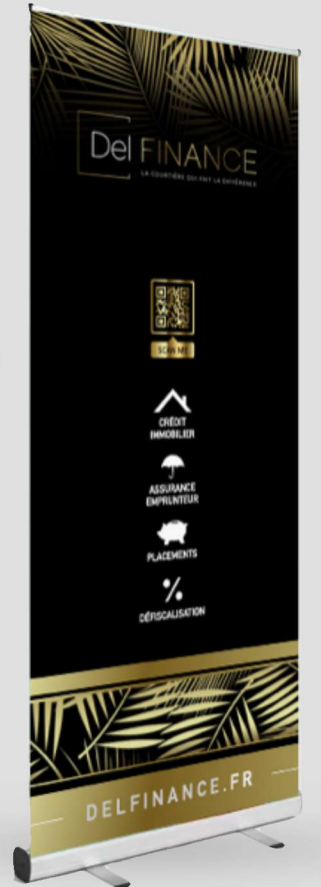 Del FINANCE
LA COURTIÈRE QUI FAIT LA DIFFÉRENCE
SCAN ME
CRÉDIT
IMMOBILIER
ASSURANCE
EMPRUNTEUR
PLACEMENTS
DÉFISCALISATION
DELFINANCE.FR